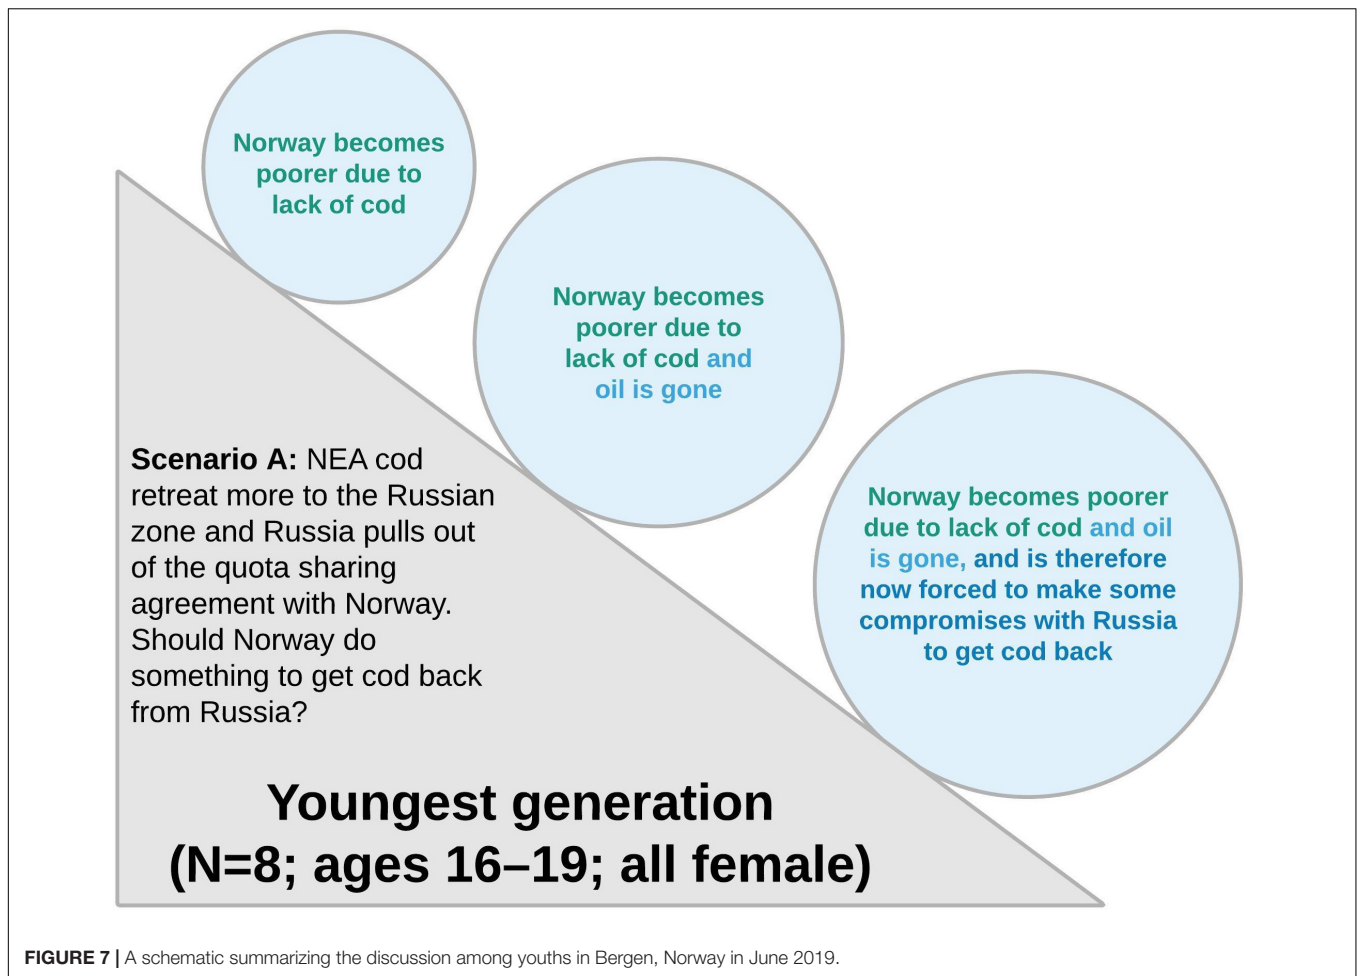 Norway becomes
poorer due to
lack of cod
Norway becomes
poorer due to
lack of cod and
oil is gone
Norway becomes poorer
due to lack of cod and oil
is gone, and is therefore
now forced to make some
compromises with Russia
to get cod back
Scenario A: NEA cod
retreat more to the Russian
zone and Russia pulls out
of the quota sharing
agreement with Norway.
Should Norway do
something to get cod back
from Russia?
Youngest generation
(N=8; ages 16–19; all female)
FIGURE 7 | A schematic summarizing the discussion among youths in Bergen, Norway in June 2019.